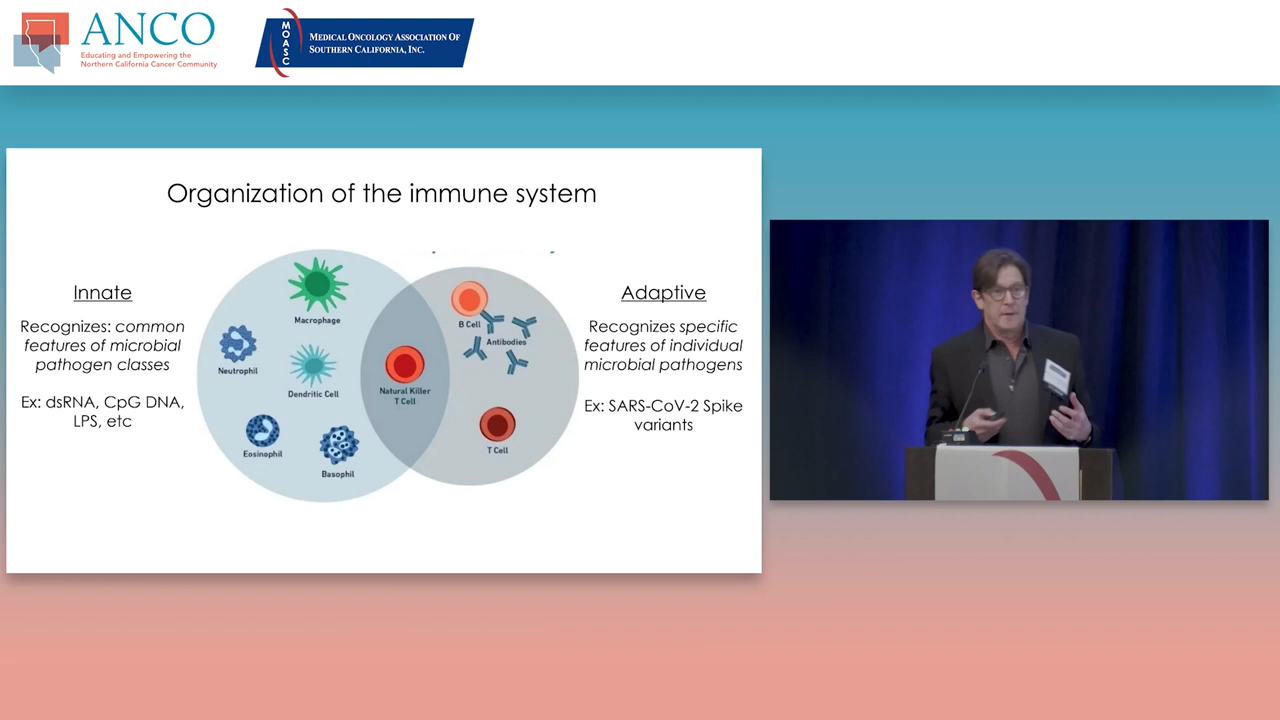 ANCO
Educating and Empowering the
Northern California Cancer Community
MOASC
MEDICAL ONCOLOGY ASSOCIATION OF
SOUTHERN CALIFORNIA, INC.
Organization of the immune system
Innate
Recognizes: common
features of microbial
pathogen classes
Ex: dsRNA, CpG DNA,
LPS, etc
Macrophage
Neutrophil
Dendritic Cell
Eosinophil
Basophil
Natural Killer
T Cell
B Cell
Antibodies
T Cell
Adaptive
Recognizes specific
features of individual
microbial pathogens
Ex: SARS-CoV-2 Spike
variants